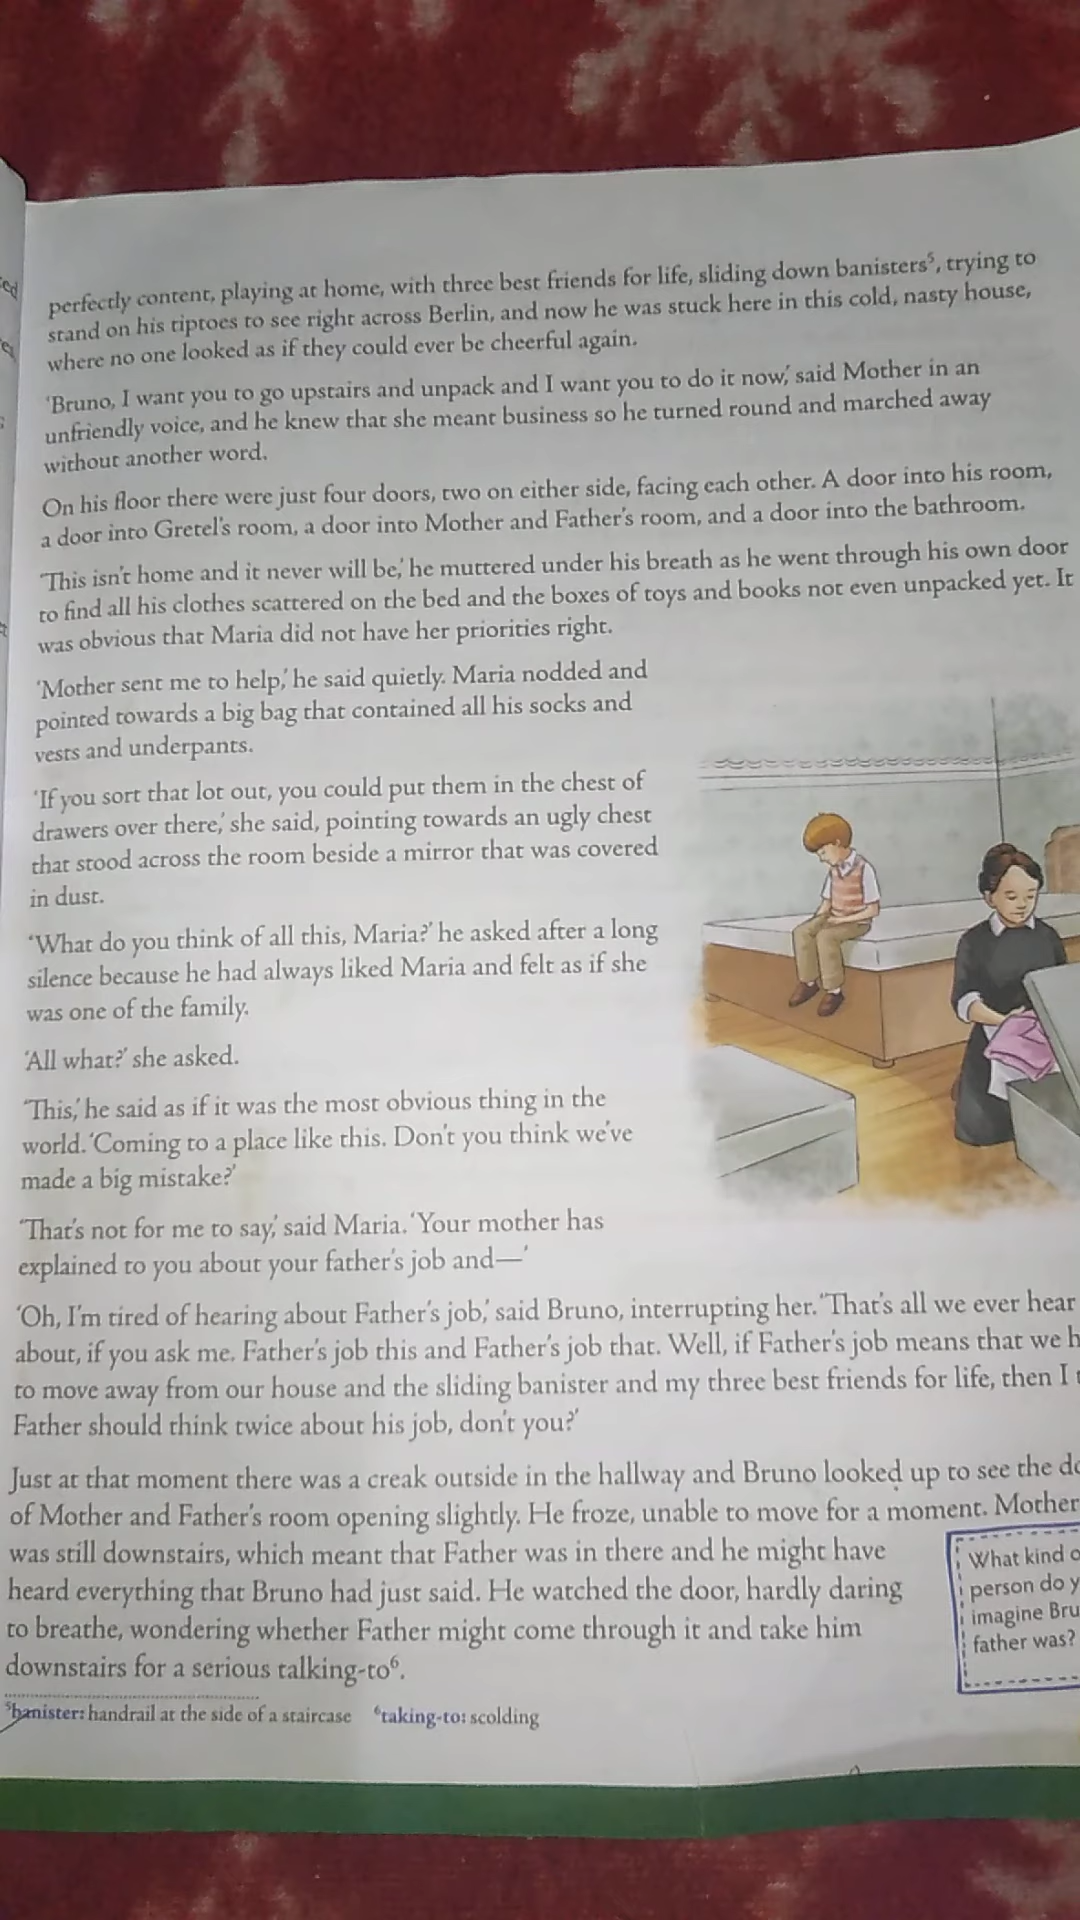 ed
perfectly content, playing at home, with three best friends for life, sliding down banisters⁵, trying to
stand on his tiptoes to see right across Berlin, and now he was stuck here in this cold, nasty house,
where no one looked as if they could ever be cheerful again.
‘Bruno, I want you to go upstairs and unpack and I want you to do it now,’ said Mother in an
unfriendly voice, and he knew that she meant business so he turned round and marched away
without another word.
On his floor there were just four doors, two on either side, facing each other. A door into his room,
a door into Gretel’s room, a door into Mother and Father’s room, and a door into the bathroom.
‘This isn’t home and it never will be,’ he muttered under his breath as he went through his own door
to find all his clothes scattered on the bed and the boxes of toys and books not even unpacked yet. It
was obvious that Maria did not have her priorities right.
‘Mother sent me to help,’ he said quietly. Maria nodded and
pointed towards a big bag that contained all his socks and
vests and underpants.
‘If you sort that lot out, you could put them in the chest of
drawers over there,’ she said, pointing towards an ugly chest
that stood across the room beside a mirror that was covered
in dust.
‘What do you think of all this, Maria?’ he asked after a long
silence because he had always liked Maria and felt as if she
was one of the family.
‘All what?’ she asked.
‘This,’ he said as if it was the most obvious thing in the
world. ‘Coming to a place like this. Don’t you think we’ve
made a big mistake?’
‘That’s not for me to say,’ said Maria. ‘Your mother has
explained to you about your father’s job and—’
‘Oh, I’m tired of hearing about Father’s job,’ said Bruno, interrupting her. ‘That’s all we ever hear
about, if you ask me. Father’s job this and Father’s job that. Well, if Father’s job means that we h
to move away from our house and the sliding banister and my three best friends for life, then I
Father should think twice about his job, don’t you?’
Just at that moment there was a creak outside in the hallway and Bruno looked up to see the do
of Mother and Father’s room opening slightly. He froze, unable to move for a moment. Mother
was still downstairs, which meant that Father was in there and he might have
heard everything that Bruno had just said. He watched the door, hardly daring
to breathe, wondering whether Father might come through it and take him
downstairs for a serious talking-to⁶.
What kind o
person do y
imagine Bru
father was?
⁵banister: handrail at the side of a staircase ⁶taking-to: scolding